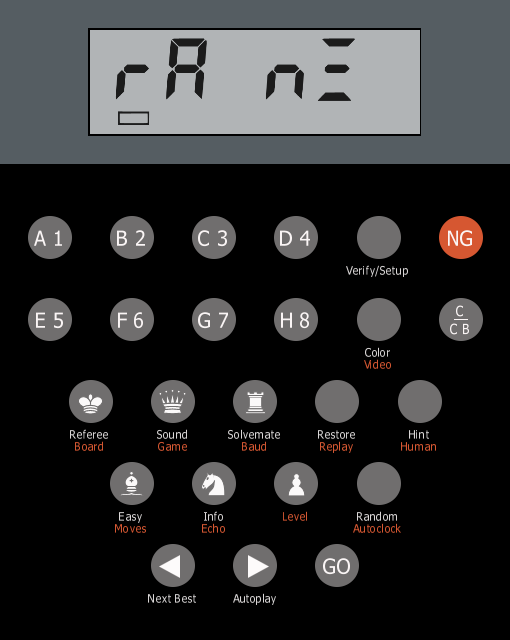 rA n☰
A 1 B 2 C 3 D 4 NG
Verify/Setup
E 5 F 6 G 7 H 8 C
C B
Color
Video
Referee Sound Solvemate Restore Hint
Board Game Baud Replay Human
Easy Info Level Random
Moves Echo Autoclock
GO
Next Best Autoplay